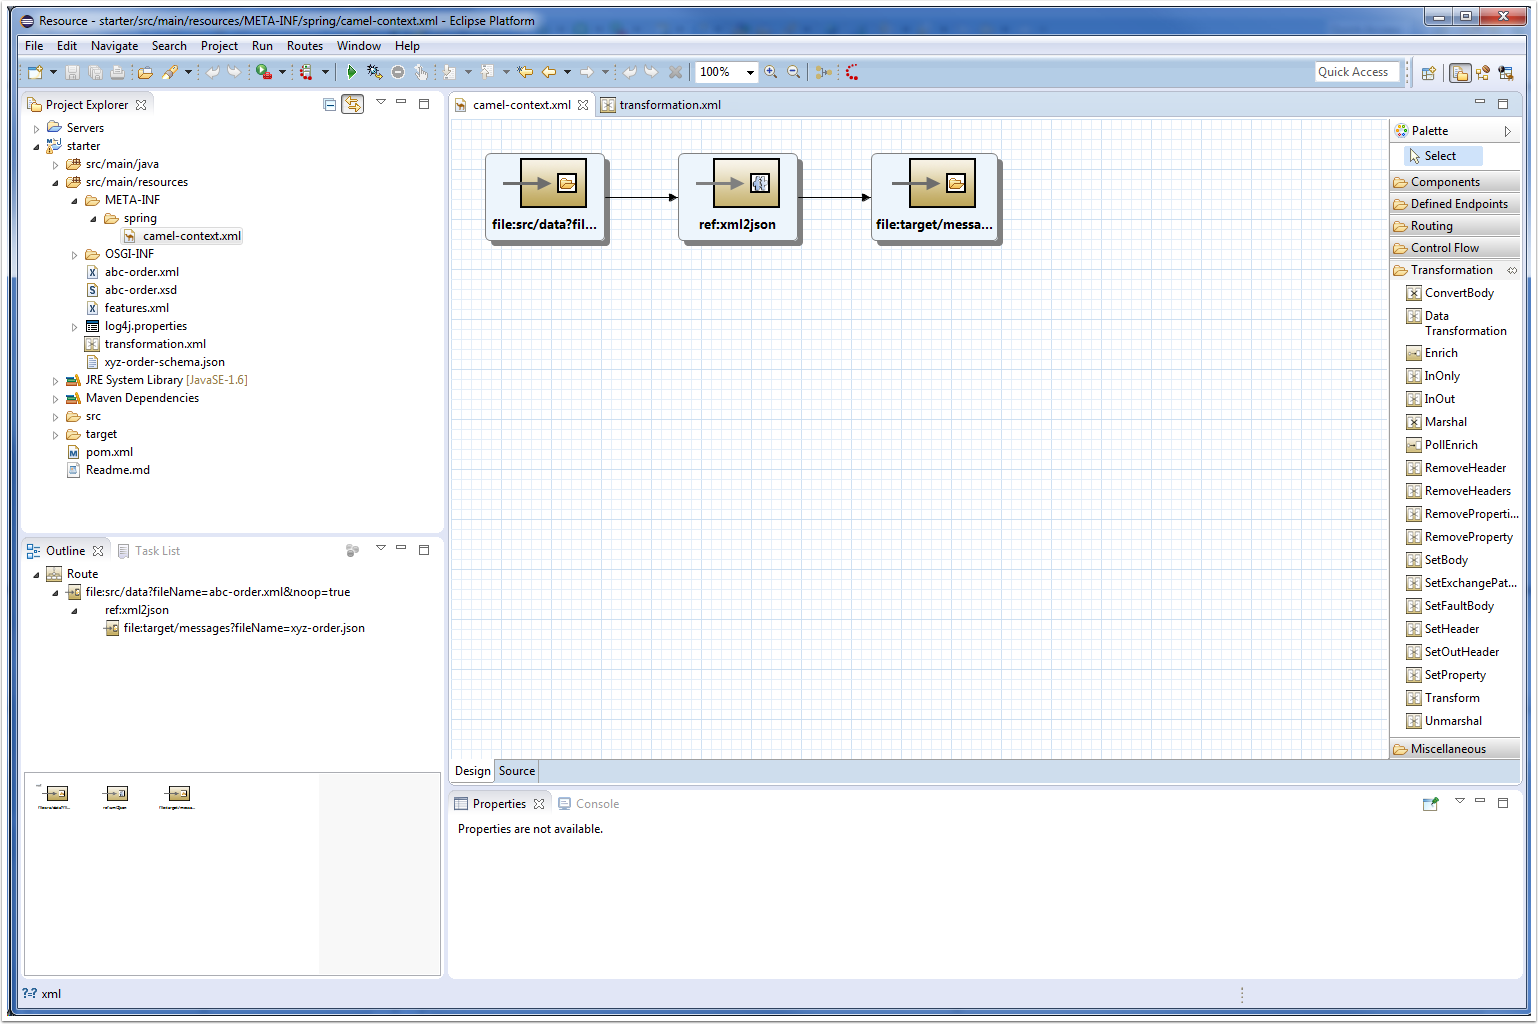 Resource - starter/src/main/resources/META-INF/spring/camel-context.xml - Eclipse Platform
File Edit Navigate Search Project Run Routes Window Help
100%
Quick Access
Project Explorer
Servers
starter
src/main/java
src/main/resources
META-INF
spring
camel-context.xml
OSGI-INF
abc-order.xml
abc-order.xsd
features.xml
log4j.properties
transformation.xml
xyz-order-schema.json
JRE System Library [JavaSE-1.6]
Maven Dependencies
src
target
pom.xml
Readme.md
Outline Task List
Route
file:src/data?fileName=abc-order.xml&noop=true
ref:xml2json
file:target/messages?fileName=xyz-order.json
camel-context.xml transformation.xml
file:src/data?fil...
ref:xml2json
file:target/messa...
Design Source
Palette
Select
Components
Defined Endpoints
Routing
Control Flow
Transformation
ConvertBody
Data
Transformation
Enrich
InOnly
InOut
Marshal
PollEnrich
RemoveHeader
RemoveHeaders
RemoveProperti...
RemoveProperty
SetBody
SetExchangePat...
SetFaultBody
SetHeader
SetOutHeader
SetProperty
Transform
Unmarshal
Miscellaneous
Properties Console
Properties are not available.
xml